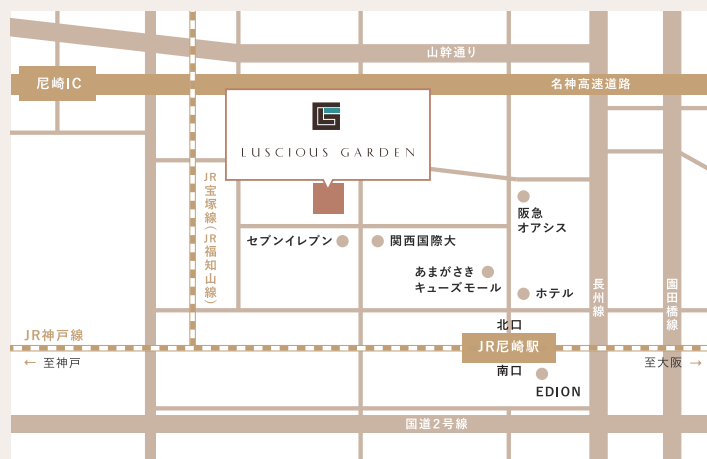 山幹通り
尼崎IC
名神高速道路
LUSCIOUS GARDEN
JR宝塚線(JR福知山線)
阪急
オアシス
セブンイレブン
関西国際大
あまがさき
キューズモール
ホテル
長州線
園田橋線
北口
JR神戸線
JR尼崎駅
← 至神戸
至大阪 →
南口
EDION
国道2号線